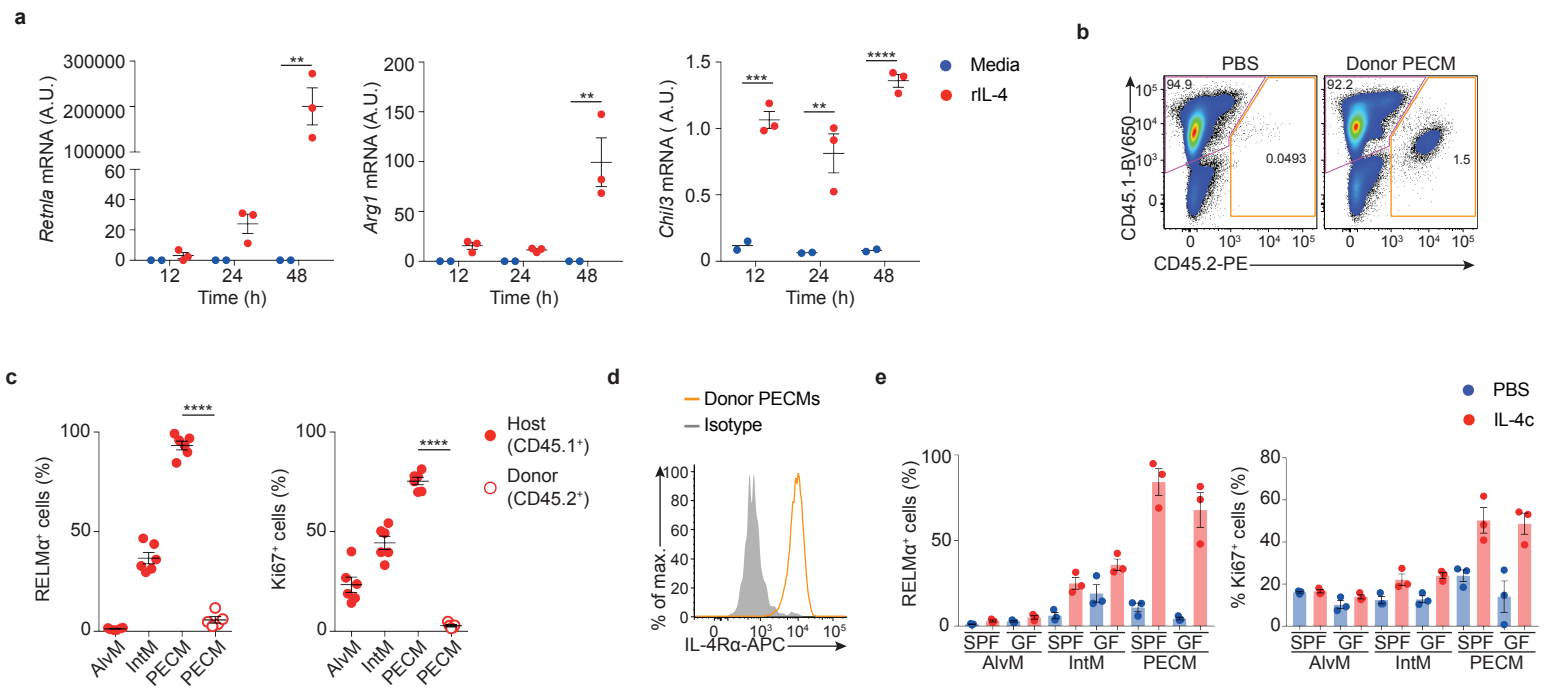 a
Retnla mRNA (A.U.)
300000
200000
100000
60
40
20
0
12
24
48
Time (h)
**
Arg1 mRNA (A.U.)
200
150
100
50
0
12
24
48
Time (h)
**
Chil3 mRNA ( A.U.)
1.5
1.0
0.5
0
12
24
48
Time (h)
***
**
****
Media
rIL-4
b
PBS
Donor PECM
CD45.1-BV650
10⁵
10⁴
10³
0
94.9
0.0493
92.2
1.5
0 10³ 10⁴ 10⁵
0 10³ 10⁴ 10⁵
CD45.2-PE
c
RELMα⁺ cells (%)
100
50
0
****
AlvM
IntM
PECM
PECM
Ki67⁺ cells (%)
100
50
0
****
AlvM
IntM
PECM
PECM
Host
(CD45.1⁺)
Donor
(CD45.2⁺)
d
Donor PECMs
Isotype
% of max.
100
80
60
40
20
0
0 10³ 10⁴ 10⁵
IL-4Rα-APC
e
PBS
IL-4c
RELMα⁺ cells (%)
100
50
0
SPF GF SPF GF SPF GF
AlvM IntM PECM
% Ki67⁺ cells (%)
80
60
40
20
0
SPF GF SPF GF SPF GF
AlvM IntM PECM